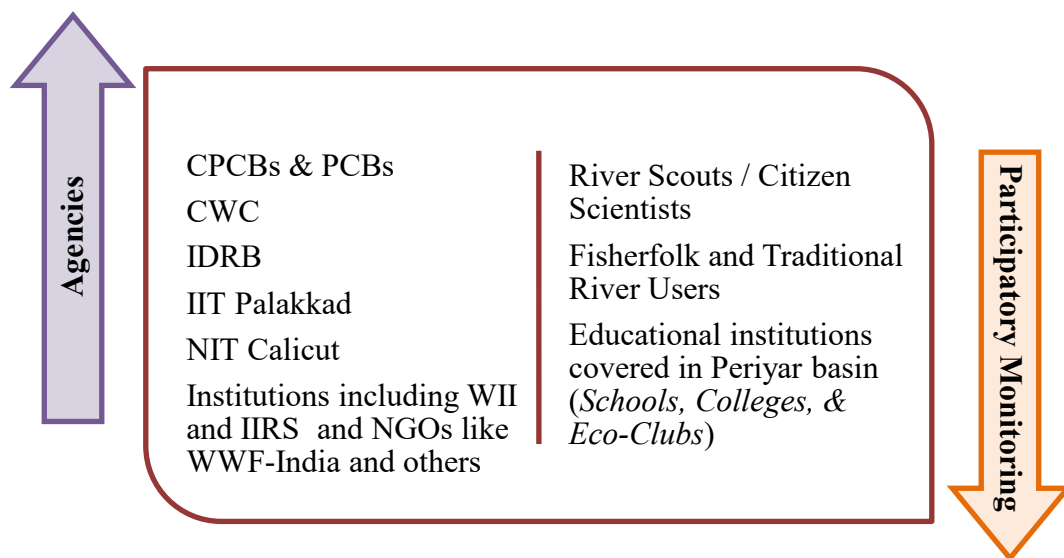 Agencies
CPCBs & PCBs
CWC
IDRB
IIT Palakkad
NIT Calicut
Institutions including WII
and IIRS and NGOs like
WWF-India and others
River Scouts / Citizen
Scientists
Fisherfolk and Traditional
River Users
Educational institutions
covered in Periyar basin
(Schools, Colleges, &
Eco-Clubs)
Participatory Monitoring